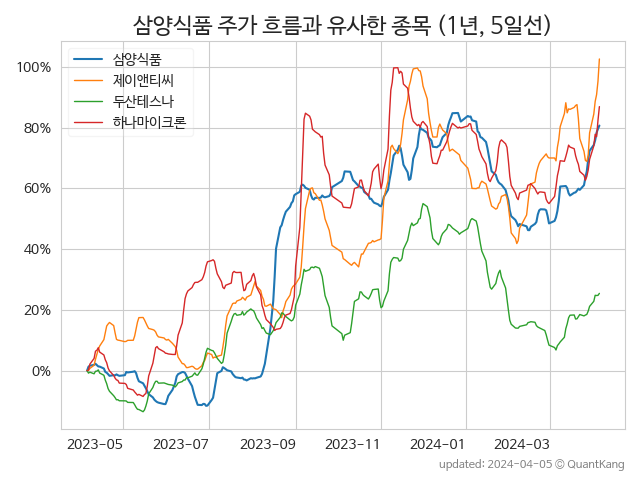 삼양식품 주가 흐름과 유사한 종목 (1년, 5일선)
삼양식품
제이앤티씨
두산테스나
하나마이크론
100%
80%
60%
40%
20%
0%
2023-05 2023-07 2023-09 2023-11 2024-01 2024-03
updated: 2024-04-05 © QuantKang